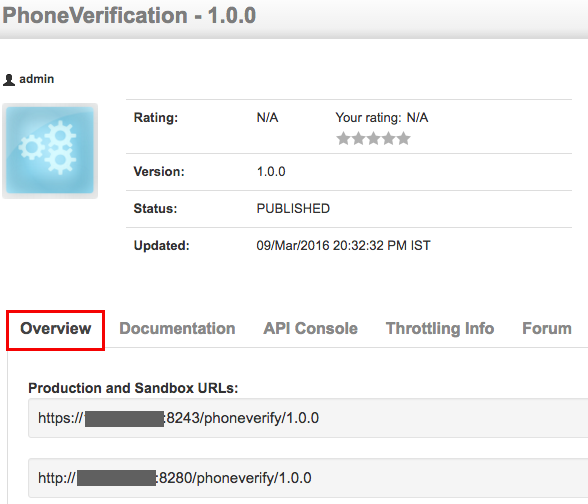 PhoneVerification - 1.0.0
admin
Rating: N/A Your rating: N/A
Version: 1.0.0
Status: PUBLISHED
Updated: 09/Mar/2016 20:32:32 PM IST
Overview Documentation API Console Throttling Info Forum
Production and Sandbox URLs:
https:// :8243/phoneverify/1.0.0
http:// :8280/phoneverify/1.0.0